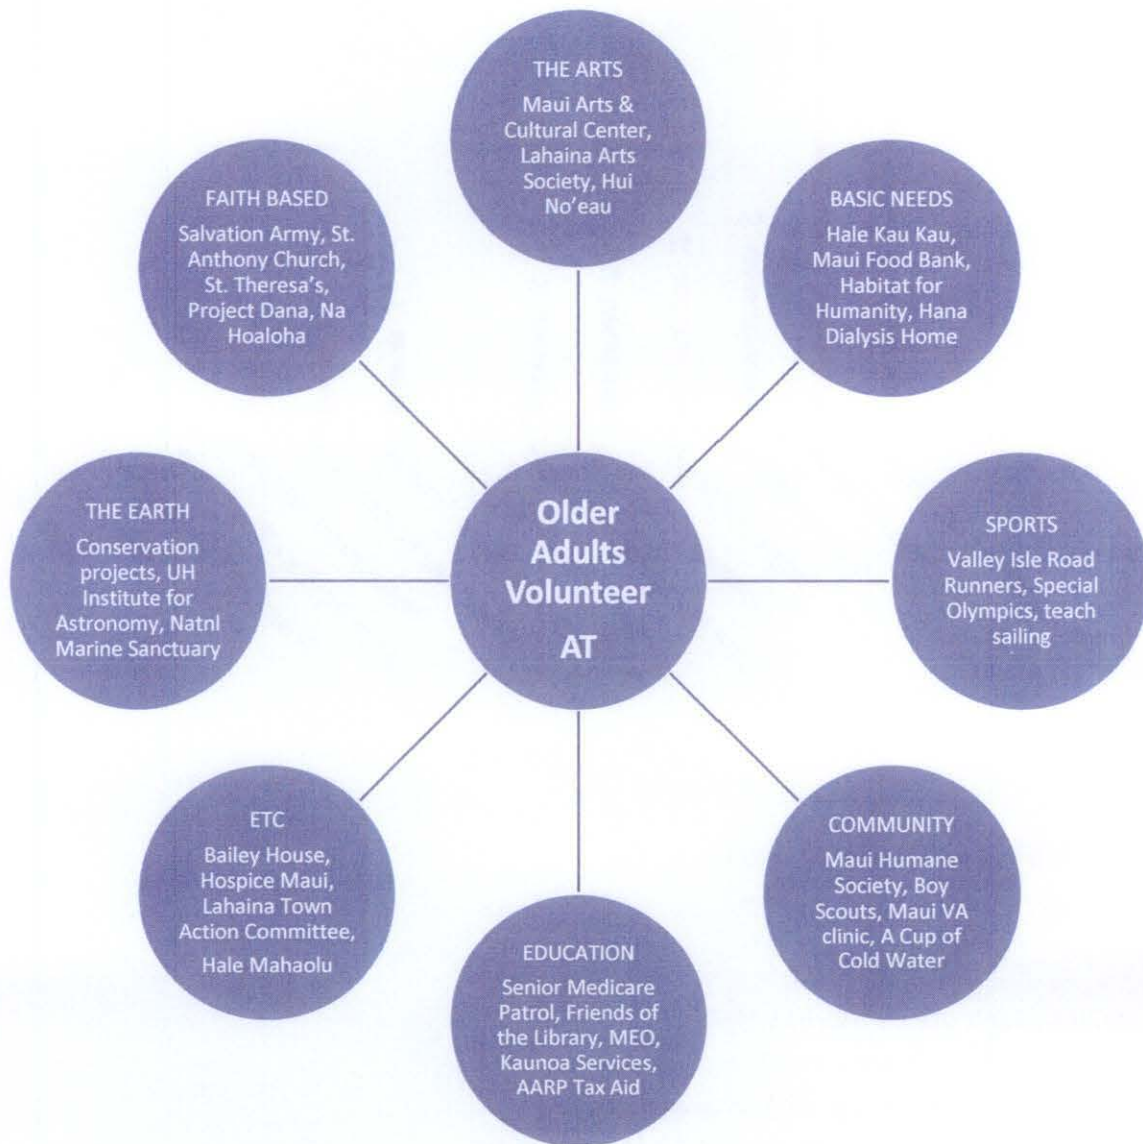 THE ARTS
Maui Arts &
Cultural Center,
Lahaina Arts
Society, Hui
No'eau
FAITH BASED
Salvation Army, St.
Anthony Church,
St. Theresa's,
Project Dana, Na
Hoaloha
BASIC NEEDS
Hale Kau Kau,
Maui Food Bank,
Habitat for
Humanity, Hana
Dialysis Home
THE EARTH
Conservation
projects, UH
Institute for
Astronomy, Natnl
Marine Sanctuary
Older
Adults
Volunteer
AT
SPORTS
Valley Isle Road
Runners, Special
Olympics, teach
sailing
ETC
Bailey House,
Hospice Maui,
Lahaina Town
Action Committee,
Hale Mahaolu
EDUCATION
Senior Medicare
Patrol, Friends of
the Library, MEO,
Kaunoa Services,
AARP Tax Aid
COMMUNITY
Maui Humane
Society, Boy
Scouts, Maui VA
clinic, A Cup of
Cold Water